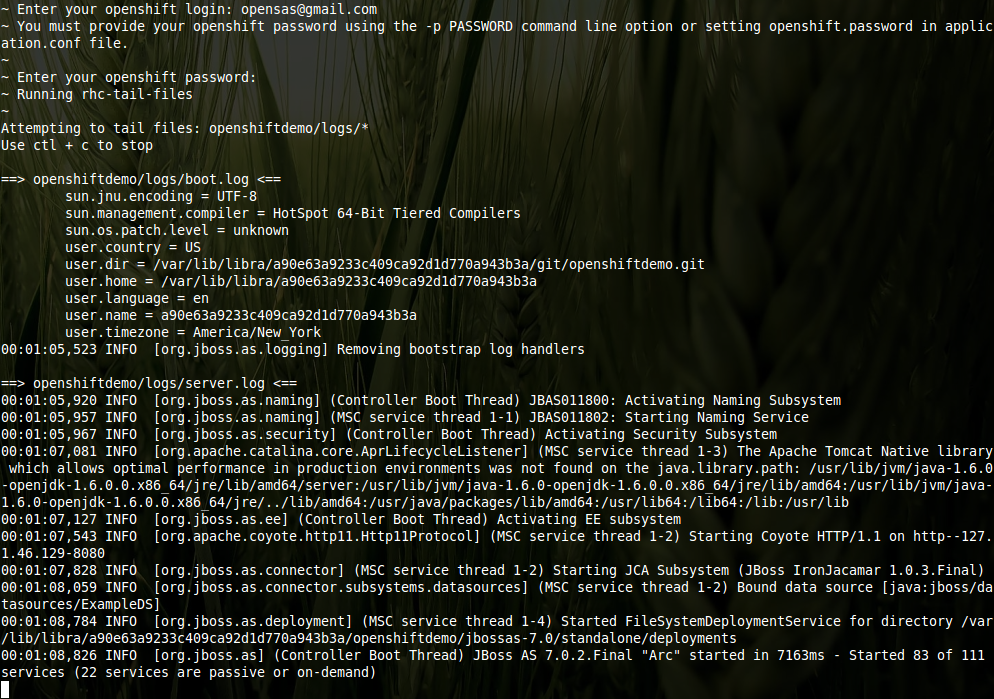 ~ Enter your openshift login: opensas@gmail.com
~ You must provide your openshift password using the -p PASSWORD command line option or setting openshift.password in applic
ation.conf file.
~
~ Enter your openshift password:
~ Running rhc-tail-files
~
Attempting to tail files: openshiftdemo/logs/*
Use ctl + c to stop
==> openshiftdemo/logs/boot.log <==
        sun.jnu.encoding = UTF-8
        sun.management.compiler = HotSpot 64-Bit Tiered Compilers
        sun.os.patch.level = unknown
        user.country = US
        user.dir = /var/lib/libra/a90e63a9233c409ca92d1d770a943b3a/git/openshiftdemo.git
        user.home = /var/lib/libra/a90e63a9233c409ca92d1d770a943b3a
        user.language = en
        user.name = a90e63a9233c409ca92d1d770a943b3a
        user.timezone = America/New_York
00:01:05,523 INFO  [org.jboss.as.logging] Removing bootstrap log handlers
==> openshiftdemo/logs/server.log <==
00:01:05,920 INFO  [org.jboss.as.naming] (Controller Boot Thread) JBAS011800: Activating Naming Subsystem
00:01:05,957 INFO  [org.jboss.as.naming] (MSC service thread 1-1) JBAS011802: Starting Naming Service
00:01:05,967 INFO  [org.jboss.as.security] (Controller Boot Thread) Activating Security Subsystem
00:01:07,081 INFO  [org.apache.catalina.core.AprLifecycleListener] (MSC service thread 1-3) The Apache Tomcat Native library
 which allows optimal performance in production environments was not found on the java.library.path: /usr/lib/jvm/java-1.6.0
-openjdk-1.6.0.0.x86_64/jre/lib/amd64/server:/usr/lib/jvm/java-1.6.0-openjdk-1.6.0.0.x86_64/jre/lib/amd64:/usr/lib/jvm/java-
1.6.0-openjdk-1.6.0.0.x86_64/jre/../lib/amd64:/usr/java/packages/lib/amd64:/usr/lib64:/lib64:/lib:/usr/lib
00:01:07,127 INFO  [org.jboss.as.ee] (Controller Boot Thread) Activating EE subsystem
00:01:07,543 INFO  [org.apache.coyote.http11.Http11Protocol] (MSC service thread 1-2) Starting Coyote HTTP/1.1 on http--127.
1.46.129-8080
00:01:07,828 INFO  [org.jboss.as.connector] (MSC service thread 1-2) Starting JCA Subsystem (JBoss IronJacamar 1.0.3.Final)
00:01:08,059 INFO  [org.jboss.as.connector.subsystems.datasources] (MSC service thread 1-2) Bound data source [java:jboss/da
tasources/ExampleDS]
00:01:08,784 INFO  [org.jboss.as.deployment] (MSC service thread 1-4) Started FileSystemDeploymentService for directory /var
/lib/libra/a90e63a9233c409ca92d1d770a943b3a/openshiftdemo/jbossas-7.0/standalone/deployments
00:01:08,826 INFO  [org.jboss.as] (Controller Boot Thread) JBoss AS 7.0.2.Final "Arc" started in 7163ms - Started 83 of 111
services (22 services are passive or on-demand)